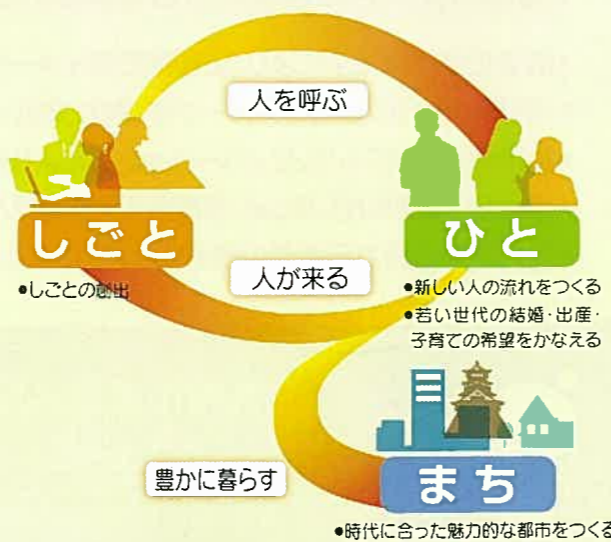 人を呼ぶ
しごと
ひと
●しごとの創出
人が来る
●新しい人の流れをつくる
●若い世代の結婚・出産・
子育ての希望をかなえる
豊かに暮らす
まち
●時代に合った魅力的な都市をつくる